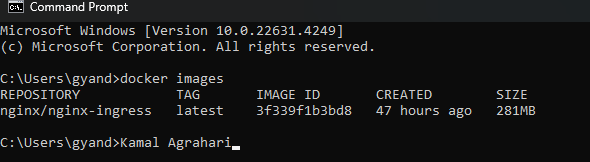 Command Prompt
Microsoft Windows [Version 10.0.22631.4249]
(c) Microsoft Corporation. All rights reserved.
C:\Users\gyand>docker images
REPOSITORY TAG IMAGE ID CREATED SIZE
nginx/nginx-ingress latest 3f339f1b3bd8 47 hours ago 281MB
C:\Users\gyand>Kamal Agrahari